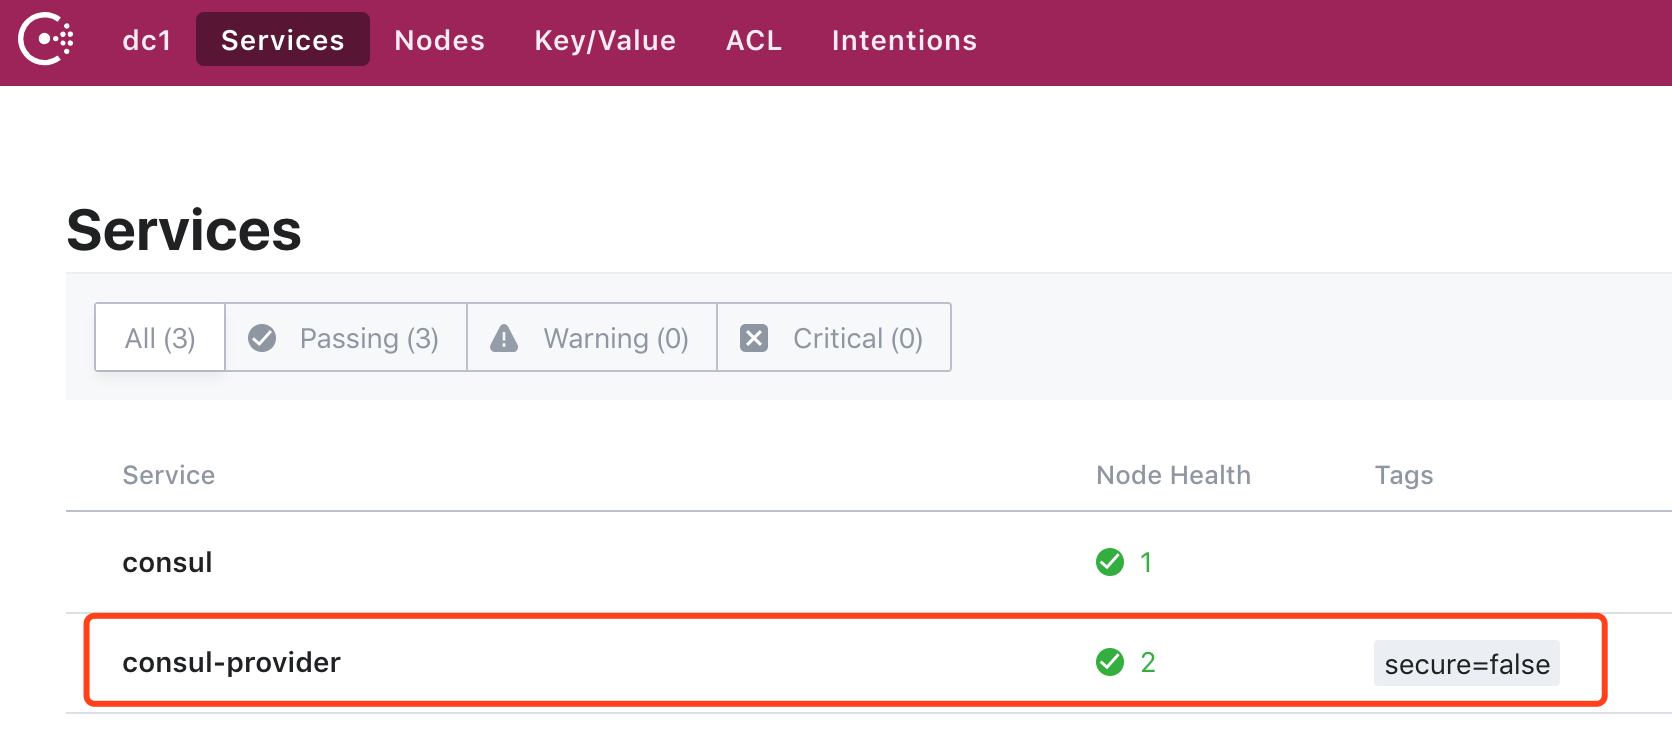 dc1 Services Nodes Key/Value ACL Intentions
Services
All (3) Passing (3) Warning (0) Critical (0)
Service Node Health Tags
consul 1
consul-provider 2 secure=false